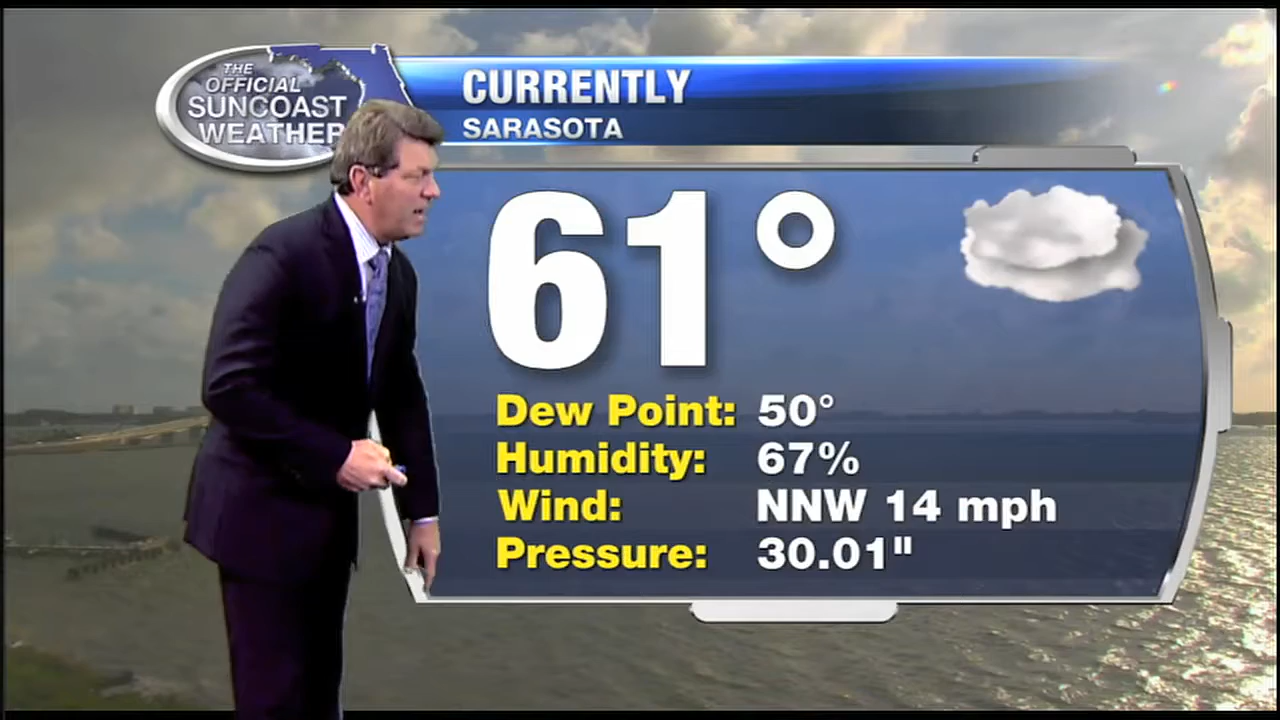 THE
OFFICIAL
SUNCOAST
WEATHER
CURRENTLY
SARASOTA
61°
Dew Point: 50°
Humidity: 67%
Wind: NNW 14 mph
Pressure: 30.01"